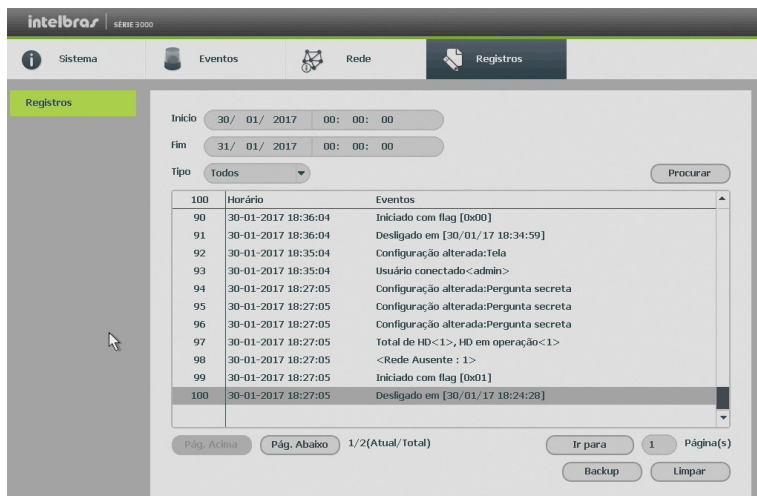 intelbras SÉRIE 3000
Sistema Eventos Rede Registros
Registros
Início 30/ 01/ 2017 00: 00: 00
Fim 31/ 01/ 2017 00: 00: 00
Tipo Todos Procurar
100 Horário Eventos
90 30-01-2017 18:36:04 Iniciado com flag [0x00]
91 30-01-2017 18:36:04 Desligado em [30/01/17 18:34:59]
92 30-01-2017 18:35:04 Configuração alterada:Tela
93 30-01-2017 18:35:04 Usuário conectado<admin>
94 30-01-2017 18:27:05 Configuração alterada:Pergunta secreta
95 30-01-2017 18:27:05 Configuração alterada:Pergunta secreta
96 30-01-2017 18:27:05 Configuração alterada:Pergunta secreta
97 30-01-2017 18:27:05 Total de HD<1>, HD em operação<1>
98 30-01-2017 18:27:05 <Rede Ausente : 1>
99 30-01-2017 18:27:05 Iniciado com flag [0x01]
100 30-01-2017 18:27:05 Desligado em [30/01/17 18:24:28]
Pág. Acima Pág. Abaixo 1/2(Atual/Total) Ir para 1 Página(s)
Backup Limpar